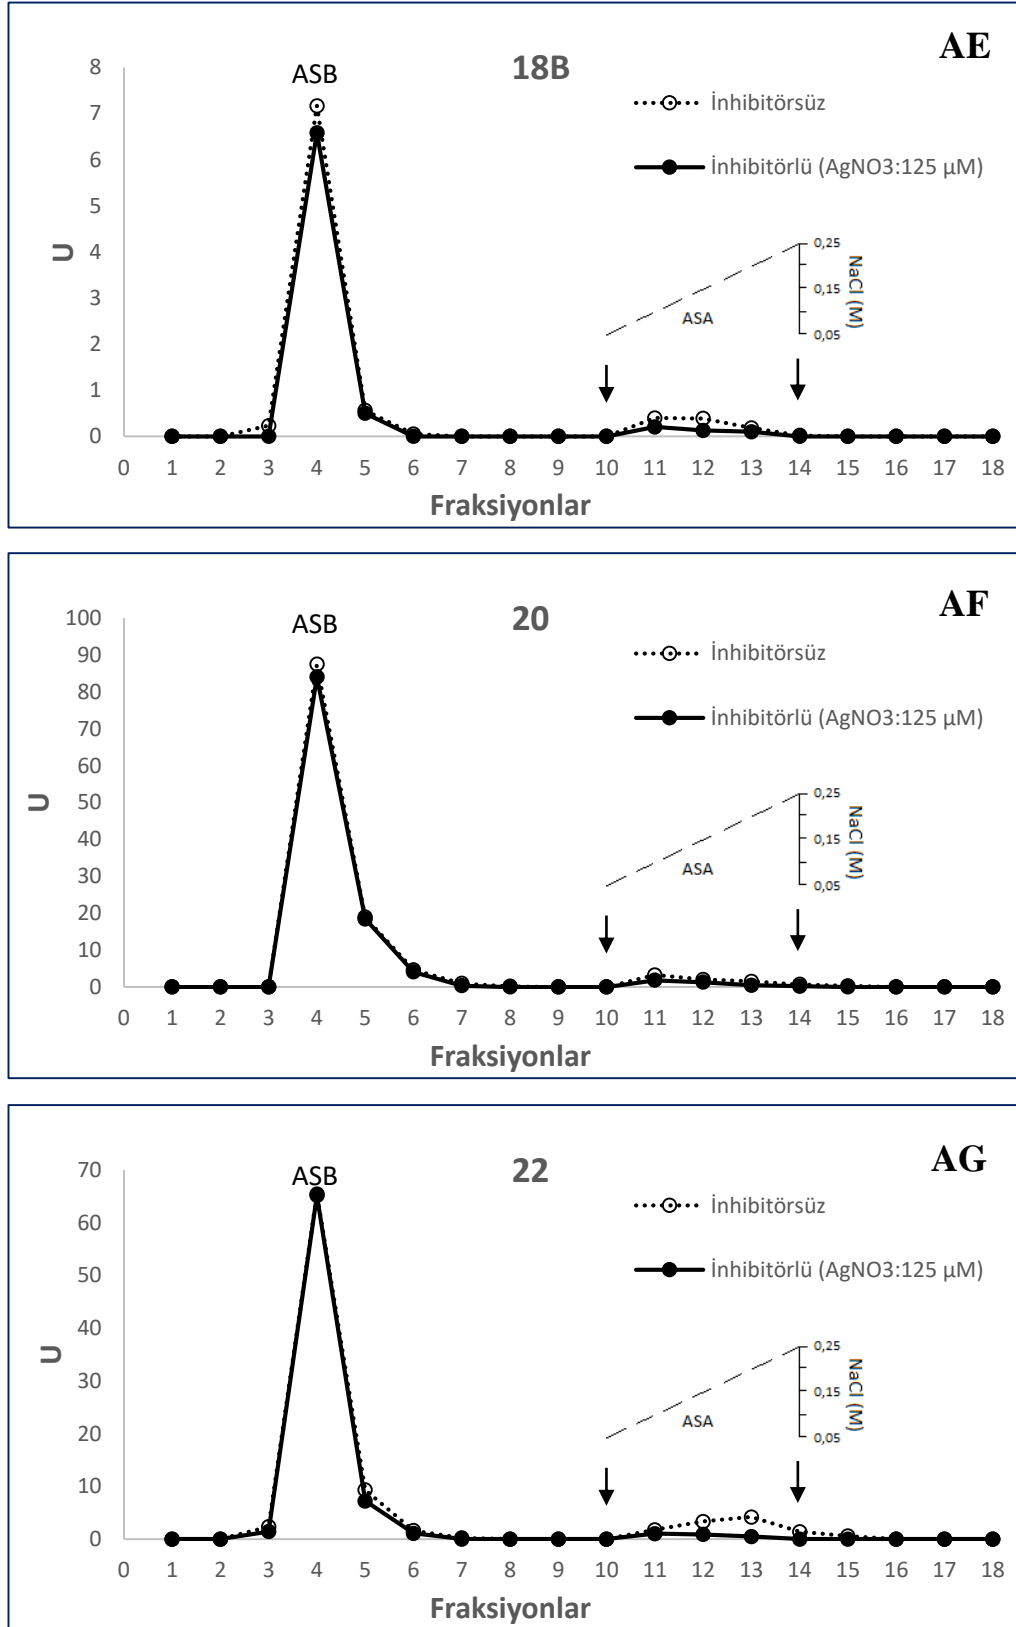 AE
18B
ASB
İnhibitörsüz
İnhibitörlü (AgNO3:125 µM)
8
7
6
5
4
3
2
1
0
U
0,25
0,15
0,05
NaCl (M)
ASA
0 1 2 3 4 5 6 7 8 9 10 11 12 13 14 15 16 17 18
Fraksiyonlar
AF
20
ASB
İnhibitörsüz
İnhibitörlü (AgNO3:125 µM)
100
90
80
70
60
50
40
30
20
10
0
U
0,25
0,15
0,05
NaCl (M)
ASA
0 1 2 3 4 5 6 7 8 9 10 11 12 13 14 15 16 17 18
Fraksiyonlar
AG
22
ASB
İnhibitörsüz
İnhibitörlü (AgNO3:125 µM)
70
60
50
40
30
20
10
0
U
0,25
0,15
0,05
NaCl (M)
ASA
0 1 2 3 4 5 6 7 8 9 10 11 12 13 14 15 16 17 18
Fraksiyonlar